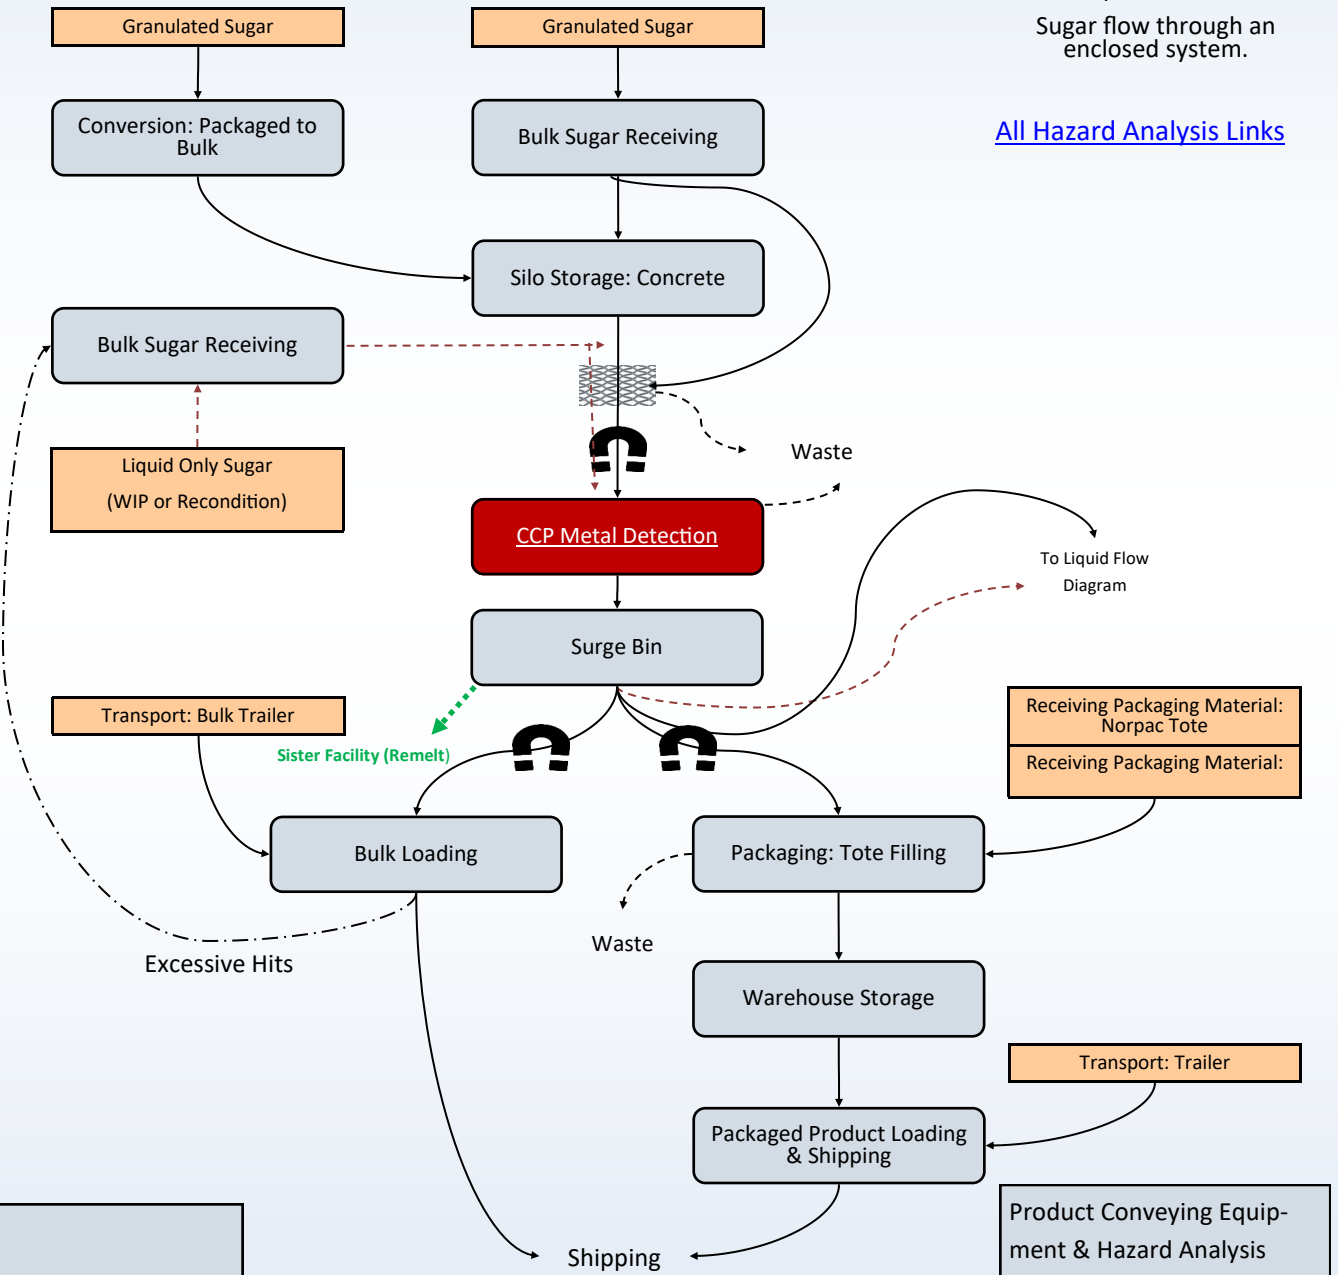 Granulated Sugar
Granulated Sugar
Sugar flow through an
enclosed system.
Conversion: Packaged to
Bulk
Bulk Sugar Receiving
All Hazard Analysis Links
Silo Storage: Concrete
Bulk Sugar Receiving
Waste
Liquid Only Sugar
(WIP or Recondition)
CCP Metal Detection
To Liquid Flow
Diagram
Surge Bin
Transport: Bulk Trailer
Receiving Packaging Material:
Norpac Tote
Receiving Packaging Material:
Sister Facility (Remelt)
Bulk Loading
Packaging: Tote Filling
Waste
Excessive Hits
Warehouse Storage
Transport: Trailer
Packaged Product Loading
& Shipping
Product Conveying Equip-
ment & Hazard Analysis
Shipping